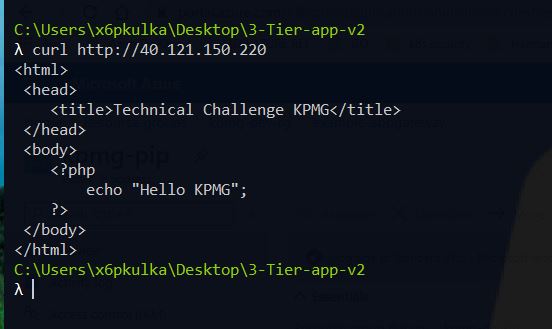 C:\Users\x6pkulka\Desktop\3-Tier-app-v2
λ curl http://40.121.150.220
<html>
 <head>
    <title>Technical Challenge KPMG</title>
 </head>
 <body>
    <?php
        echo "Hello KPMG";
    ?>
 </body>
</html>
C:\Users\x6pkulka\Desktop\3-Tier-app-v2
λ